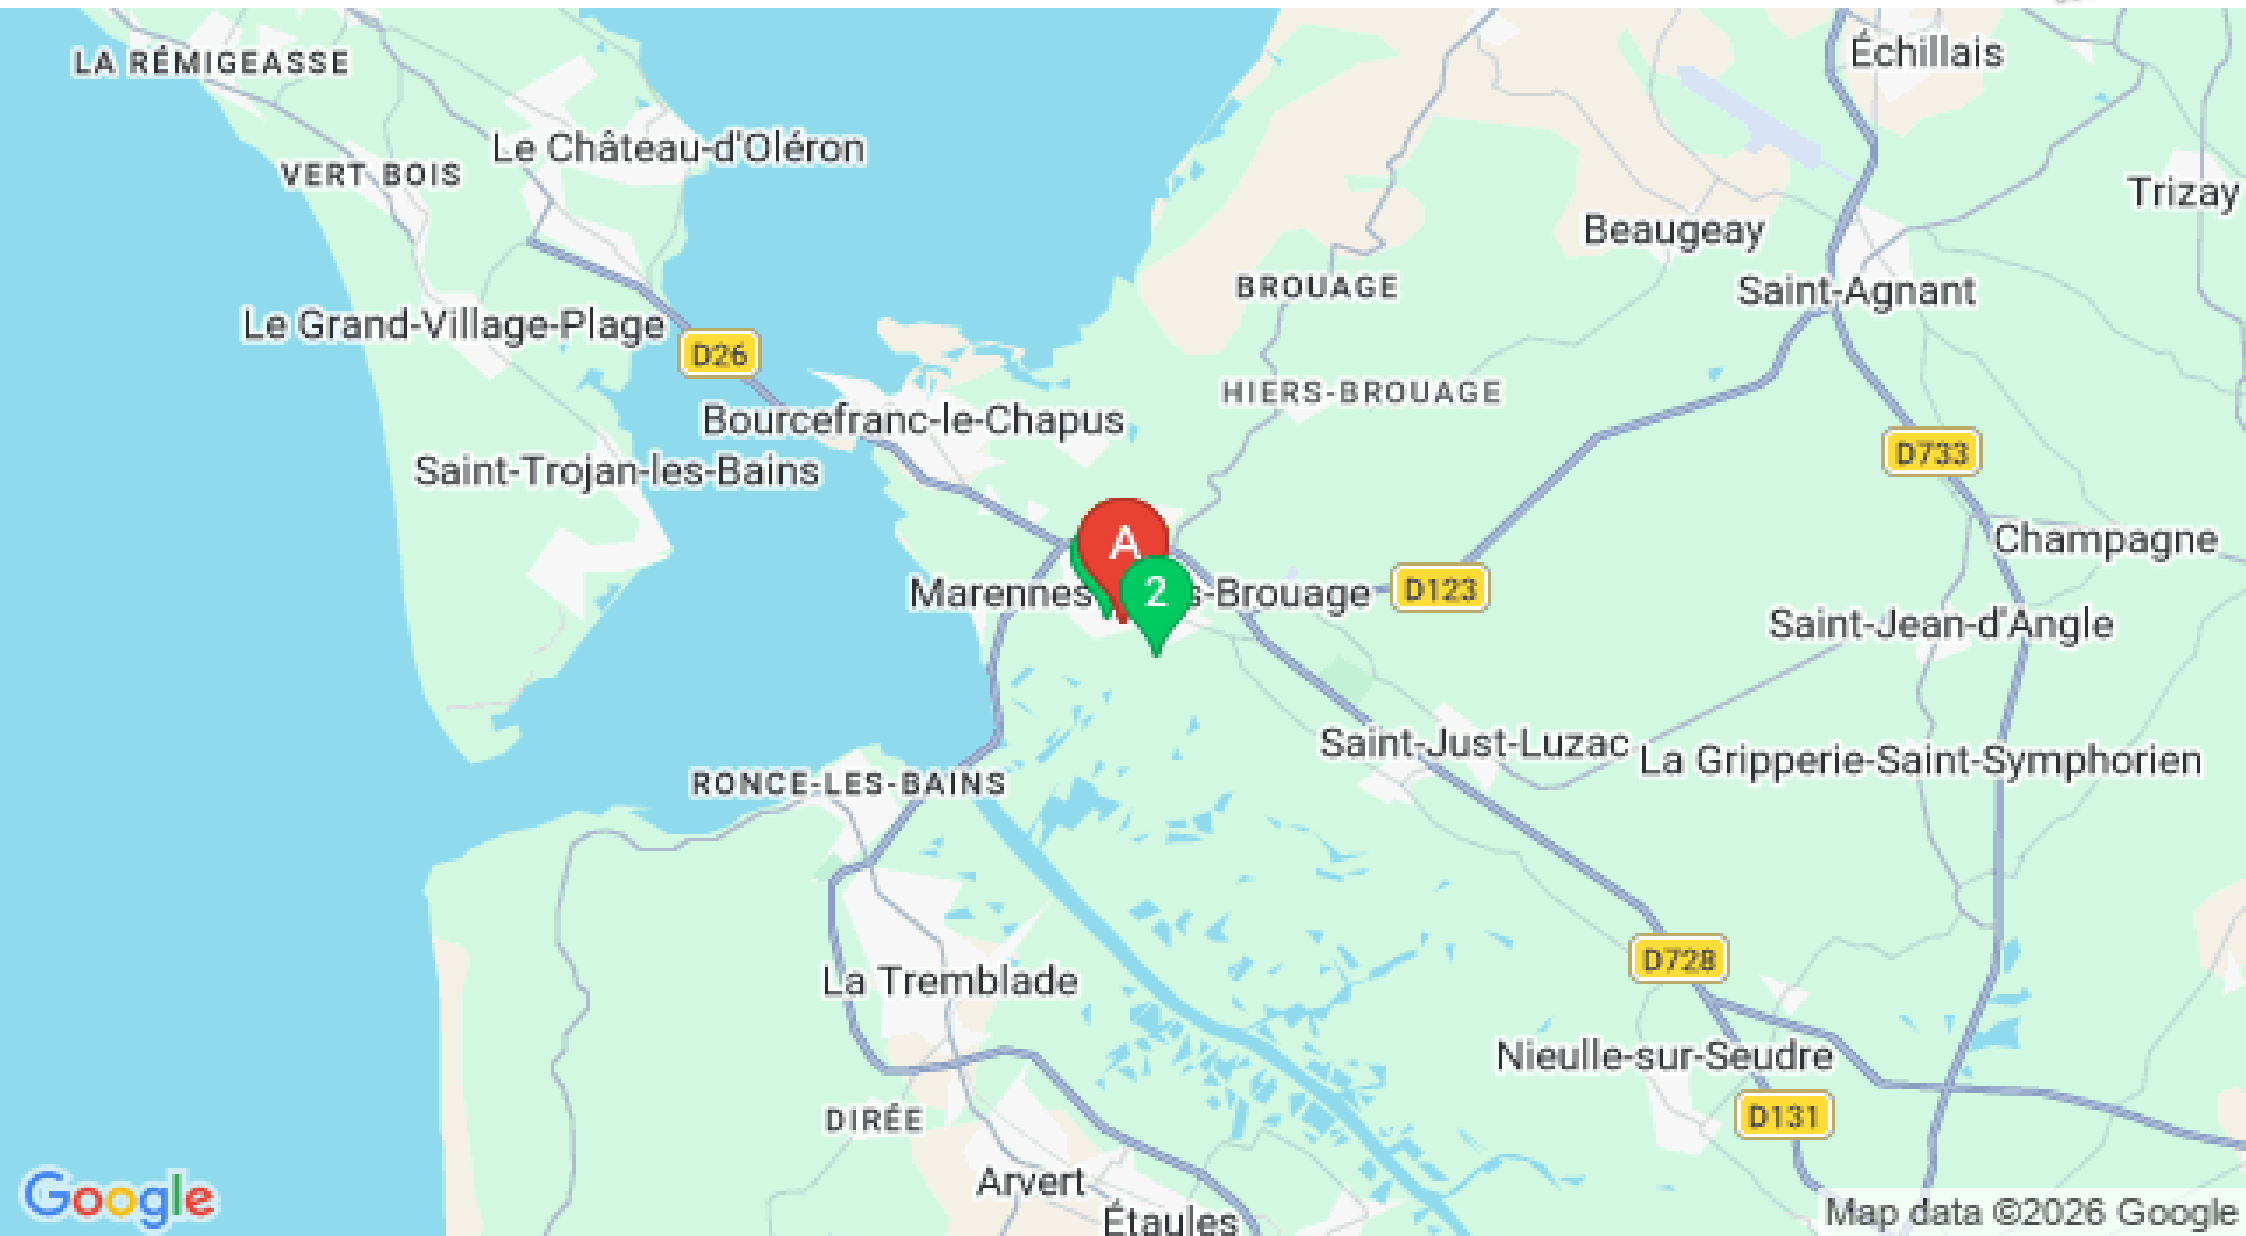 Échillais
LA RÉMIGEASSE
Le Château-d'Oléron
VERT BOIS
Trizay
Beaugeay
BROUAGE
Saint-Agnant
Le Grand-Village-Plage
D26
HIERS-BROUAGE
Bourcefranc-le-Chapus
D733
Saint-Trojan-les-Bains
A
Champagne
2
Marennes s-Brouage
D123
Saint-Jean-d'Angle
Saint-Just-Luzac
La Gripperie-Saint-Symphorien
RONCE-LES-BAINS
D728
La Tremblade
Nieulle-sur-Seudre
D131
DIRÉE
Arvert
Étaules
Google
Map data ©2026 Google